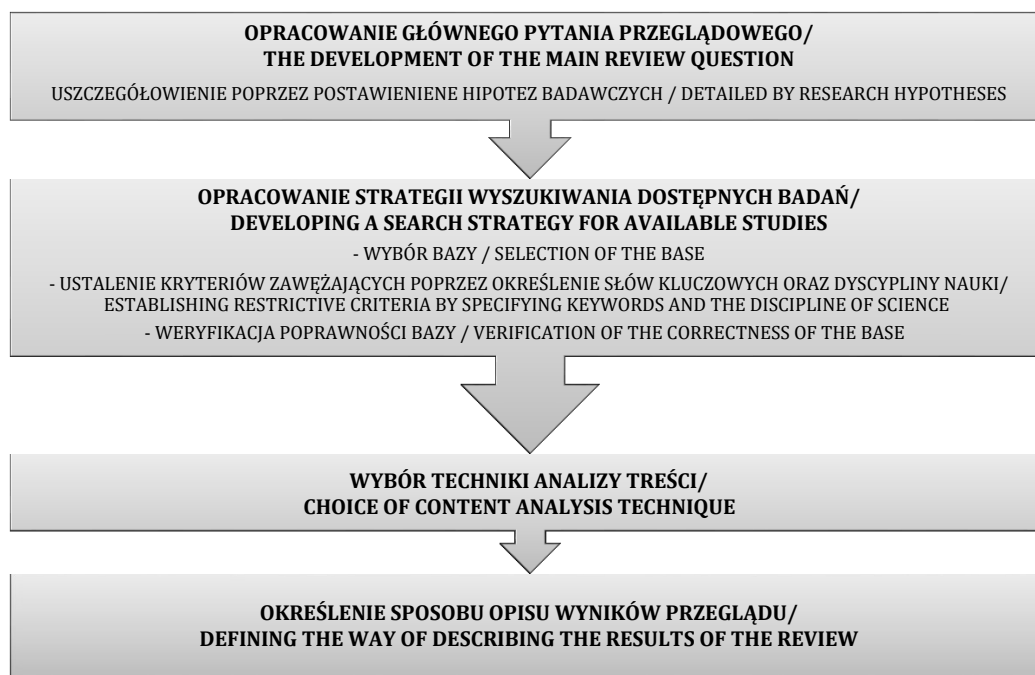 OPRACOWANIE GŁÓWNEGO PYTANIA PRZEGLĄDOWEGO/
THE DEVELOPMENT OF THE MAIN REVIEW QUESTION
USZCZEGÓŁOWIENIE POPRZEZ POSTAWIENIENE HIPOTEZ BADAWCZYCH / DETAILED BY RESEARCH HYPOTHESES
OPRACOWANIE STRATEGII WYSZUKIWANIA DOSTĘPNYCH BADAŃ/
DEVELOPING A SEARCH STRATEGY FOR AVAILABLE STUDIES
- WYBÓR BAZY / SELECTION OF THE BASE
- USTALENIE KRYTERIÓW ZAWĘŻAJĄCYCH POPRZEZ OKREŚLENIE SŁÓW KLUCZOWYCH ORAZ DYSCYPLINY NAUKI/
ESTABLISHING RESTRICTIVE CRITERIA BY SPECIFYING KEYWORDS AND THE DISCIPLINE OF SCIENCE
- WERYFIKACJA POPRAWNOŚCI BAZY / VERIFICATION OF THE CORRECTNESS OF THE BASE
WYBÓR TECHNIKI ANALIZY TREŚCI/
CHOICE OF CONTENT ANALYSIS TECHNIQUE
OKREŚLENIE SPOSOBU OPISU WYNIKÓW PRZEGLĄDU/
DEFINING THE WAY OF DESCRIBING THE RESULTS OF THE REVIEW